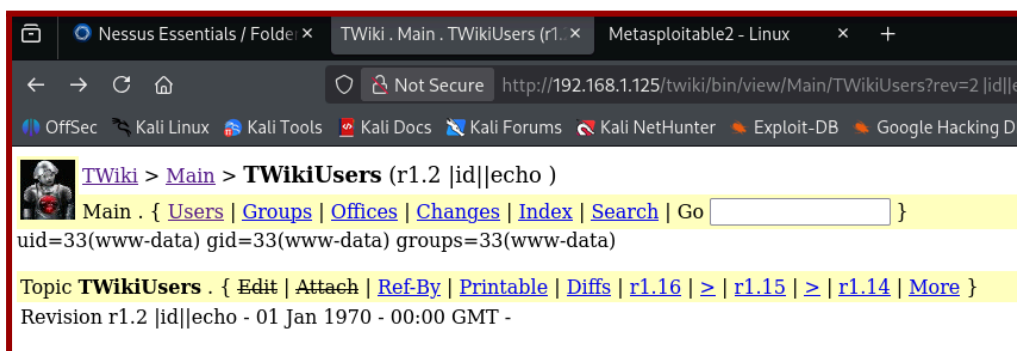 Nessus Essentials / Folde
TWiki . Main . TWikiUsers (r1.
Metasploitable2 - Linux
Not Secure http://192.168.1.125/twiki/bin/view/Main/TWikiUsers?rev=2 |id||e
OffSec Kali Linux Kali Tools Kali Docs Kali Forums Kali NetHunter Exploit-DB Google Hacking D
TWiki > Main > TWikiUsers (r1.2 |id||echo )
Main . { Users | Groups | Offices | Changes | Index | Search | Go }
uid=33(www-data) gid=33(www-data) groups=33(www-data)
Topic TWikiUsers . { Edit | Attach | Ref-By | Printable | Diffs | r1.16 | > | r1.15 | > | r1.14 | More }
Revision r1.2 |id||echo - 01 Jan 1970 - 00:00 GMT -